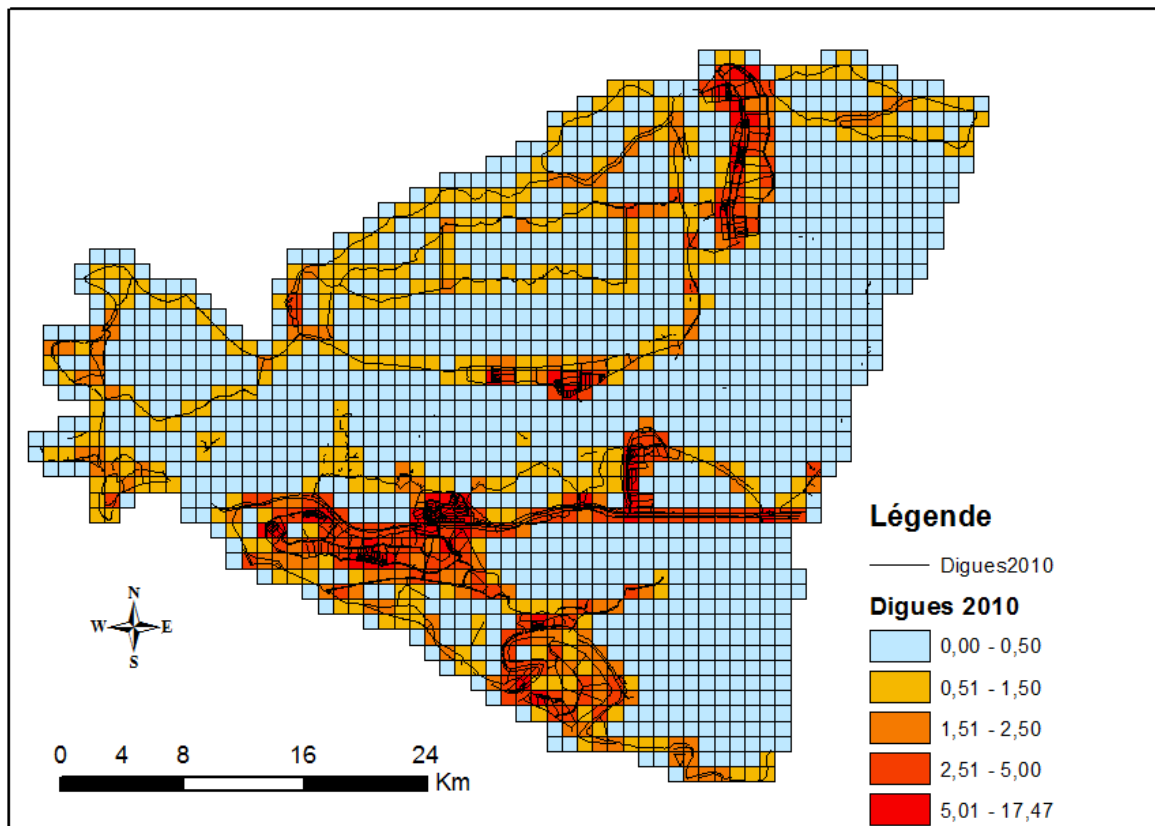 N
W E
S
0 4 8 16 24
Km
Légende
Digues2010
Digues 2010
0,00 - 0,50
0,51 - 1,50
1,51 - 2,50
2,51 - 5,00
5,01 - 17,47